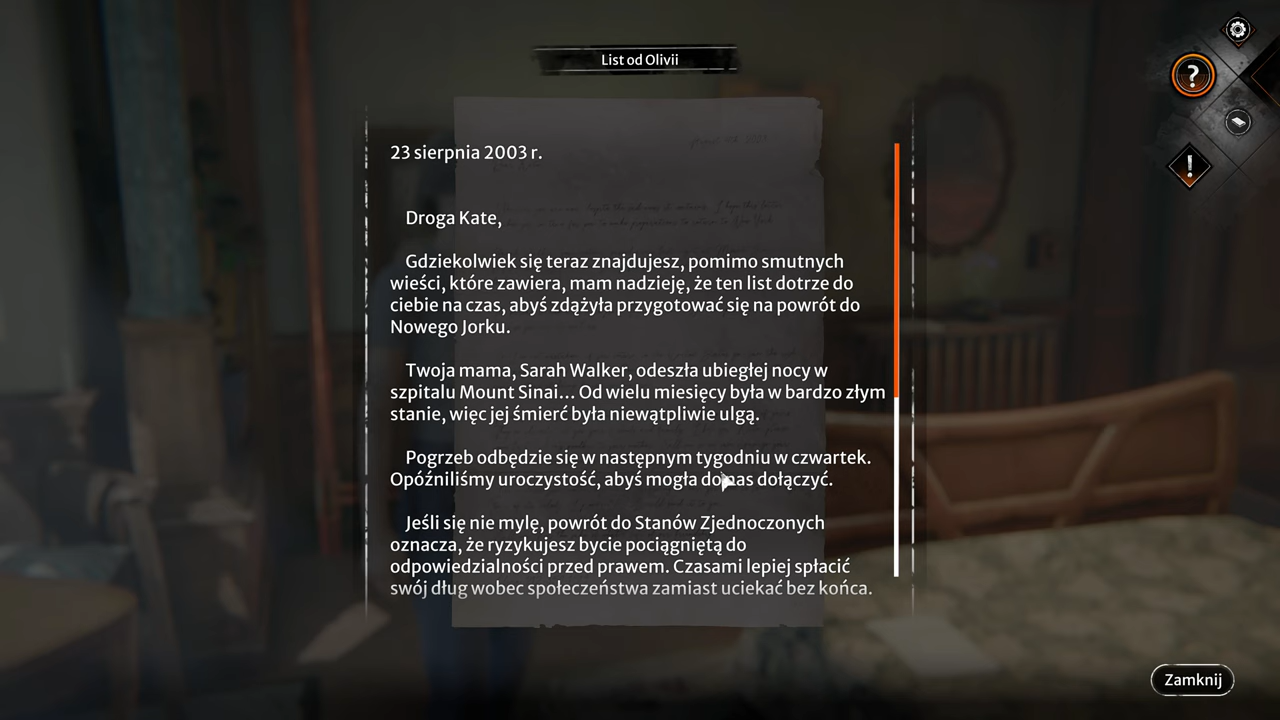 List od Olivii
23 sierpnia 2003 r.
Droga Kate,
Gdziekolwiek się teraz znajdujesz, pomimo smutnych
wieści, które zawiera, mam nadzieję, że ten list dotrze do
ciebie na czas, abyś zdążyła przygotować się na powrót do
Nowego Jorku.
Twoja mama, Sarah Walker, odeszła ubiegłej nocy w
szpitalu Mount Sinai... Od wielu miesięcy była w bardzo złym
stanie, więc jej śmierć była niewątpliwie ulgą.
Pogrzeb odbędzie się w następnym tygodniu w czwartek.
Opóźniliśmy uroczystość, abyś mogła do nas dołączyć.
Jeśli się nie mylę, powrót do Stanów Zjednoczonych
oznacza, że ryzykujesz bycie pociągniętą do
odpowiedzialności przed prawem. Czasami lepiej spłacić
swój dług wobec społeczeństwa zamiast uciekać bez końca.
Zamknij